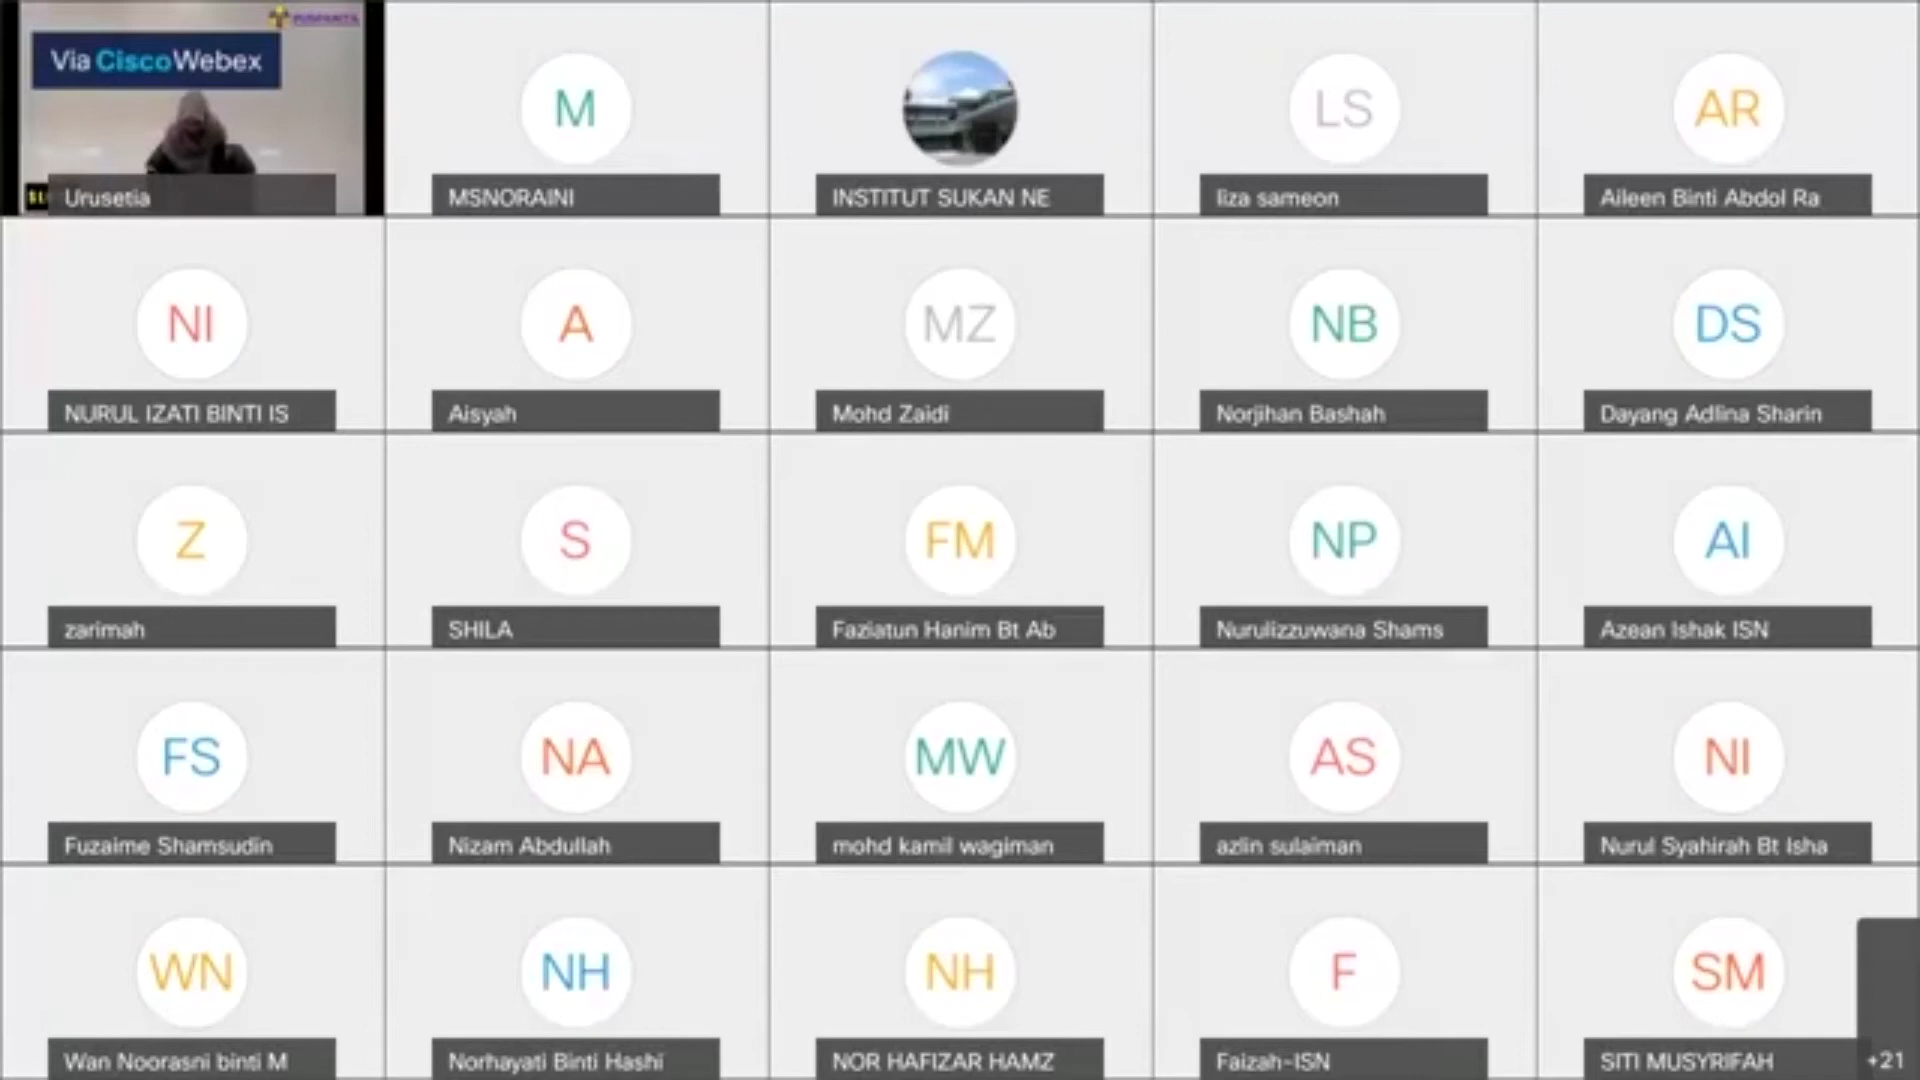 PUSPANITA
Via CiscoWebex
Urusetia
M
MSNORAINI
INSTITUT SUKAN NE
LS
liza sameon
AR
Aileen Binti Abdol Ra
NI
NURUL IZATI BINTI IS
A
Aisyah
MZ
Mohd Zaidi
NB
Norjihan Bashah
DS
Dayang Adlina Sharin
Z
zarimah
S
SHILA
FM
Faziatun Hanim Bt Ab
NP
Nurulizzuwana Shams
AI
Azean Ishak ISN
FS
Fuzaime Shamsudin
NA
Nizam Abdullah
MW
mohd kamil wagiman
AS
azlin sulaiman
NI
Nurul Syahirah Bt Isha
WN
Wan Noorasni binti M
NH
Norhayati Binti Hashi
NH
NOR HAFIZAR HAMZ
F
Faizah-ISN
SM
SITI MUSYRIFAH
+21